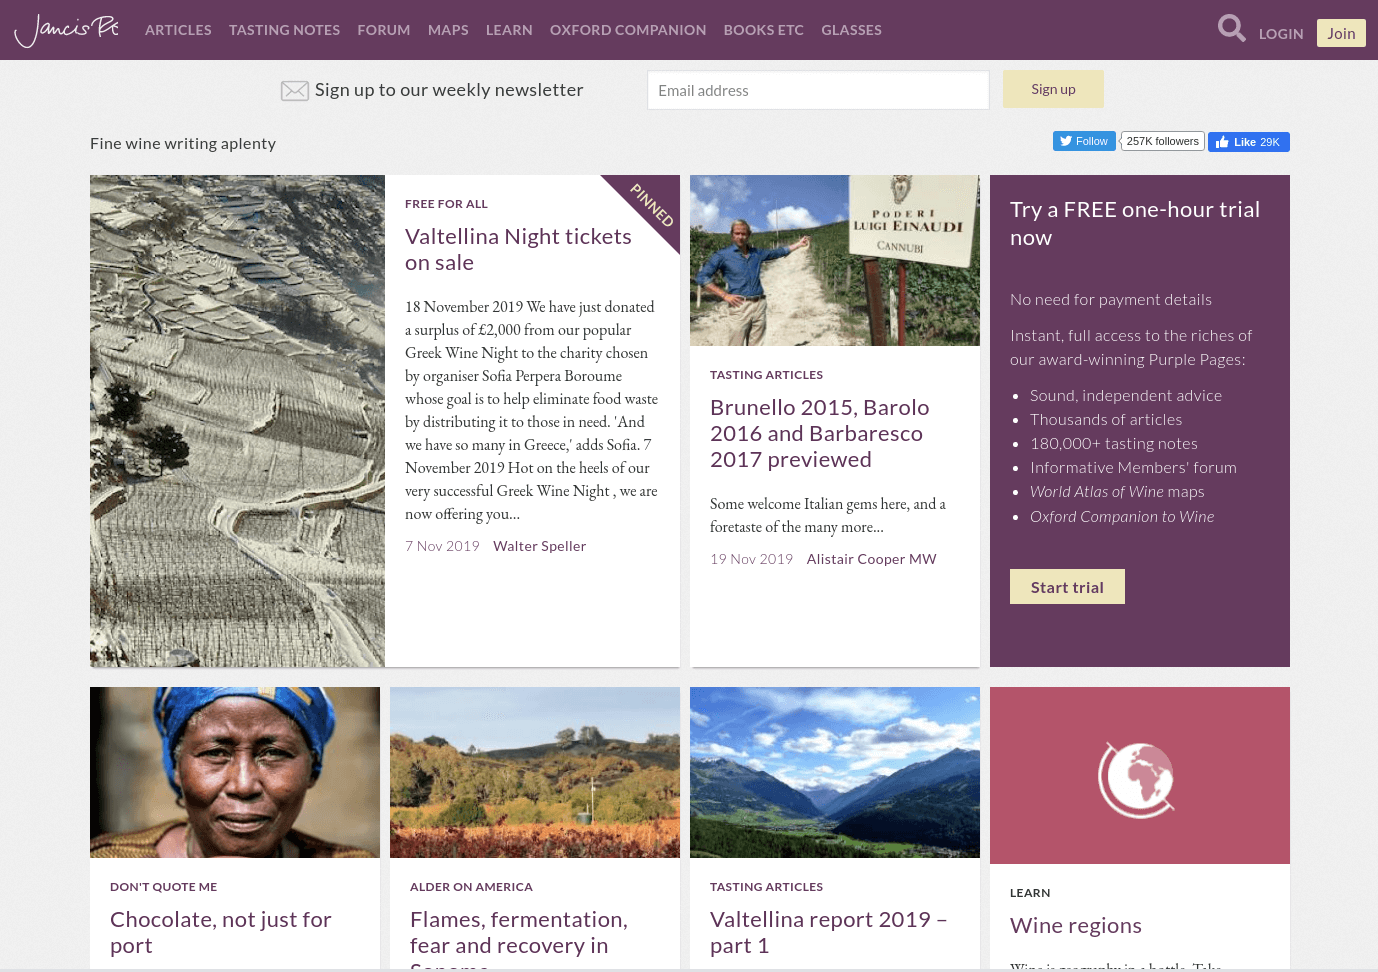 Jancis
ARTICLES TASTING NOTES FORUM MAPS LEARN OXFORD COMPANION BOOKS ETC GLASSES
LOGIN Join
Sign up to our weekly newsletter
Email address
Sign up
Fine wine writing aplenty
Follow 257K followers Like 29K
PINNED
FREE FOR ALL
Valtellina Night tickets
on sale
18 November 2019 We have just donated
a surplus of £2,000 from our popular
Greek Wine Night to the charity chosen
by organiser Sofia Perpera Boroume
whose goal is to help eliminate food waste
by distributing it to those in need. 'And
we have so many in Greece,' adds Sofia. 7
November 2019 Hot on the heels of our
very successful Greek Wine Night , we are
now offering you...
7 Nov 2019 Walter Speller
PODERI
LUIGI EINAUDI
CANNUBI
TASTING ARTICLES
Brunello 2015, Barolo
2016 and Barbaresco
2017 previewed
Some welcome Italian gems here, and a
foretaste of the many more...
19 Nov 2019 Alistair Cooper MW
Try a FREE one-hour trial
now
No need for payment details
Instant, full access to the riches of
our award-winning Purple Pages:
Sound, independent advice
Thousands of articles
180,000+ tasting notes
Informative Members' forum
World Atlas of Wine maps
Oxford Companion to Wine
Start trial
DON'T QUOTE ME
Chocolate, not just for
port
ALDER ON AMERICA
Flames, fermentation,
fear and recovery in
TASTING ARTICLES
Valtellina report 2019 –
part 1
LEARN
Wine regions